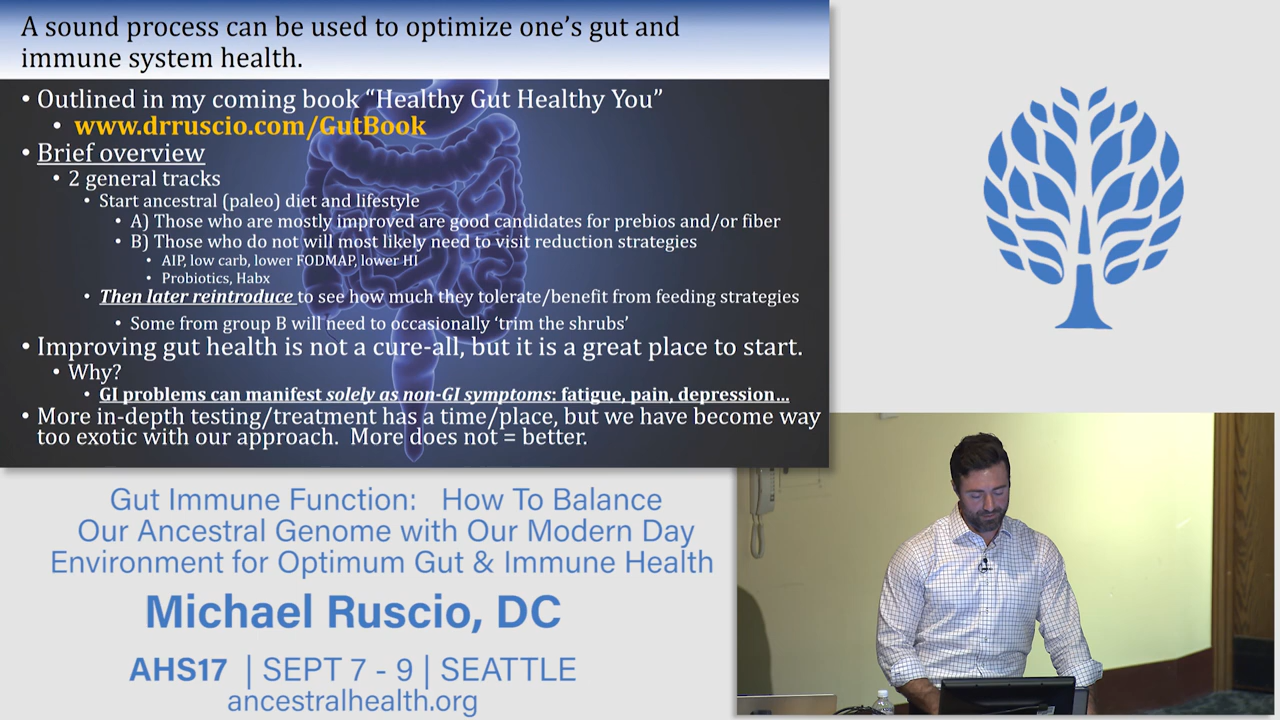 A sound process can be used to optimize one’s gut and
immune system health.
• Outlined in my coming book “Healthy Gut Healthy You”
• www.drruscio.com/GutBook
• Brief overview
• 2 general tracks
• Start ancestral (paleo) diet and lifestyle
• A) Those who are mostly improved are good candidates for prebios and/or fiber
• B) Those who do not will most likely need to visit reduction strategies
• AIP, low carb, lower FODMAP, lower HI
• Probiotics, Habx
• Then later reintroduce to see how much they tolerate/benefit from feeding strategies
• Some from group B will need to occasionally ‘trim the shrubs’
• Improving gut health is not a cure-all, but it is a great place to start.
• Why?
• GI problems can manifest solely as non-GI symptoms: fatigue, pain, depression...
• More in-depth testing/treatment has a time/place, but we have become way
too exotic with our approach. More does not = better.
Gut Immune Function: How To Balance
Our Ancestral Genome with Our Modern Day
Environment for Optimum Gut & Immune Health
Michael Ruscio, DC
AHS17 | SEPT 7 - 9 | SEATTLE
ancestralhealth.org